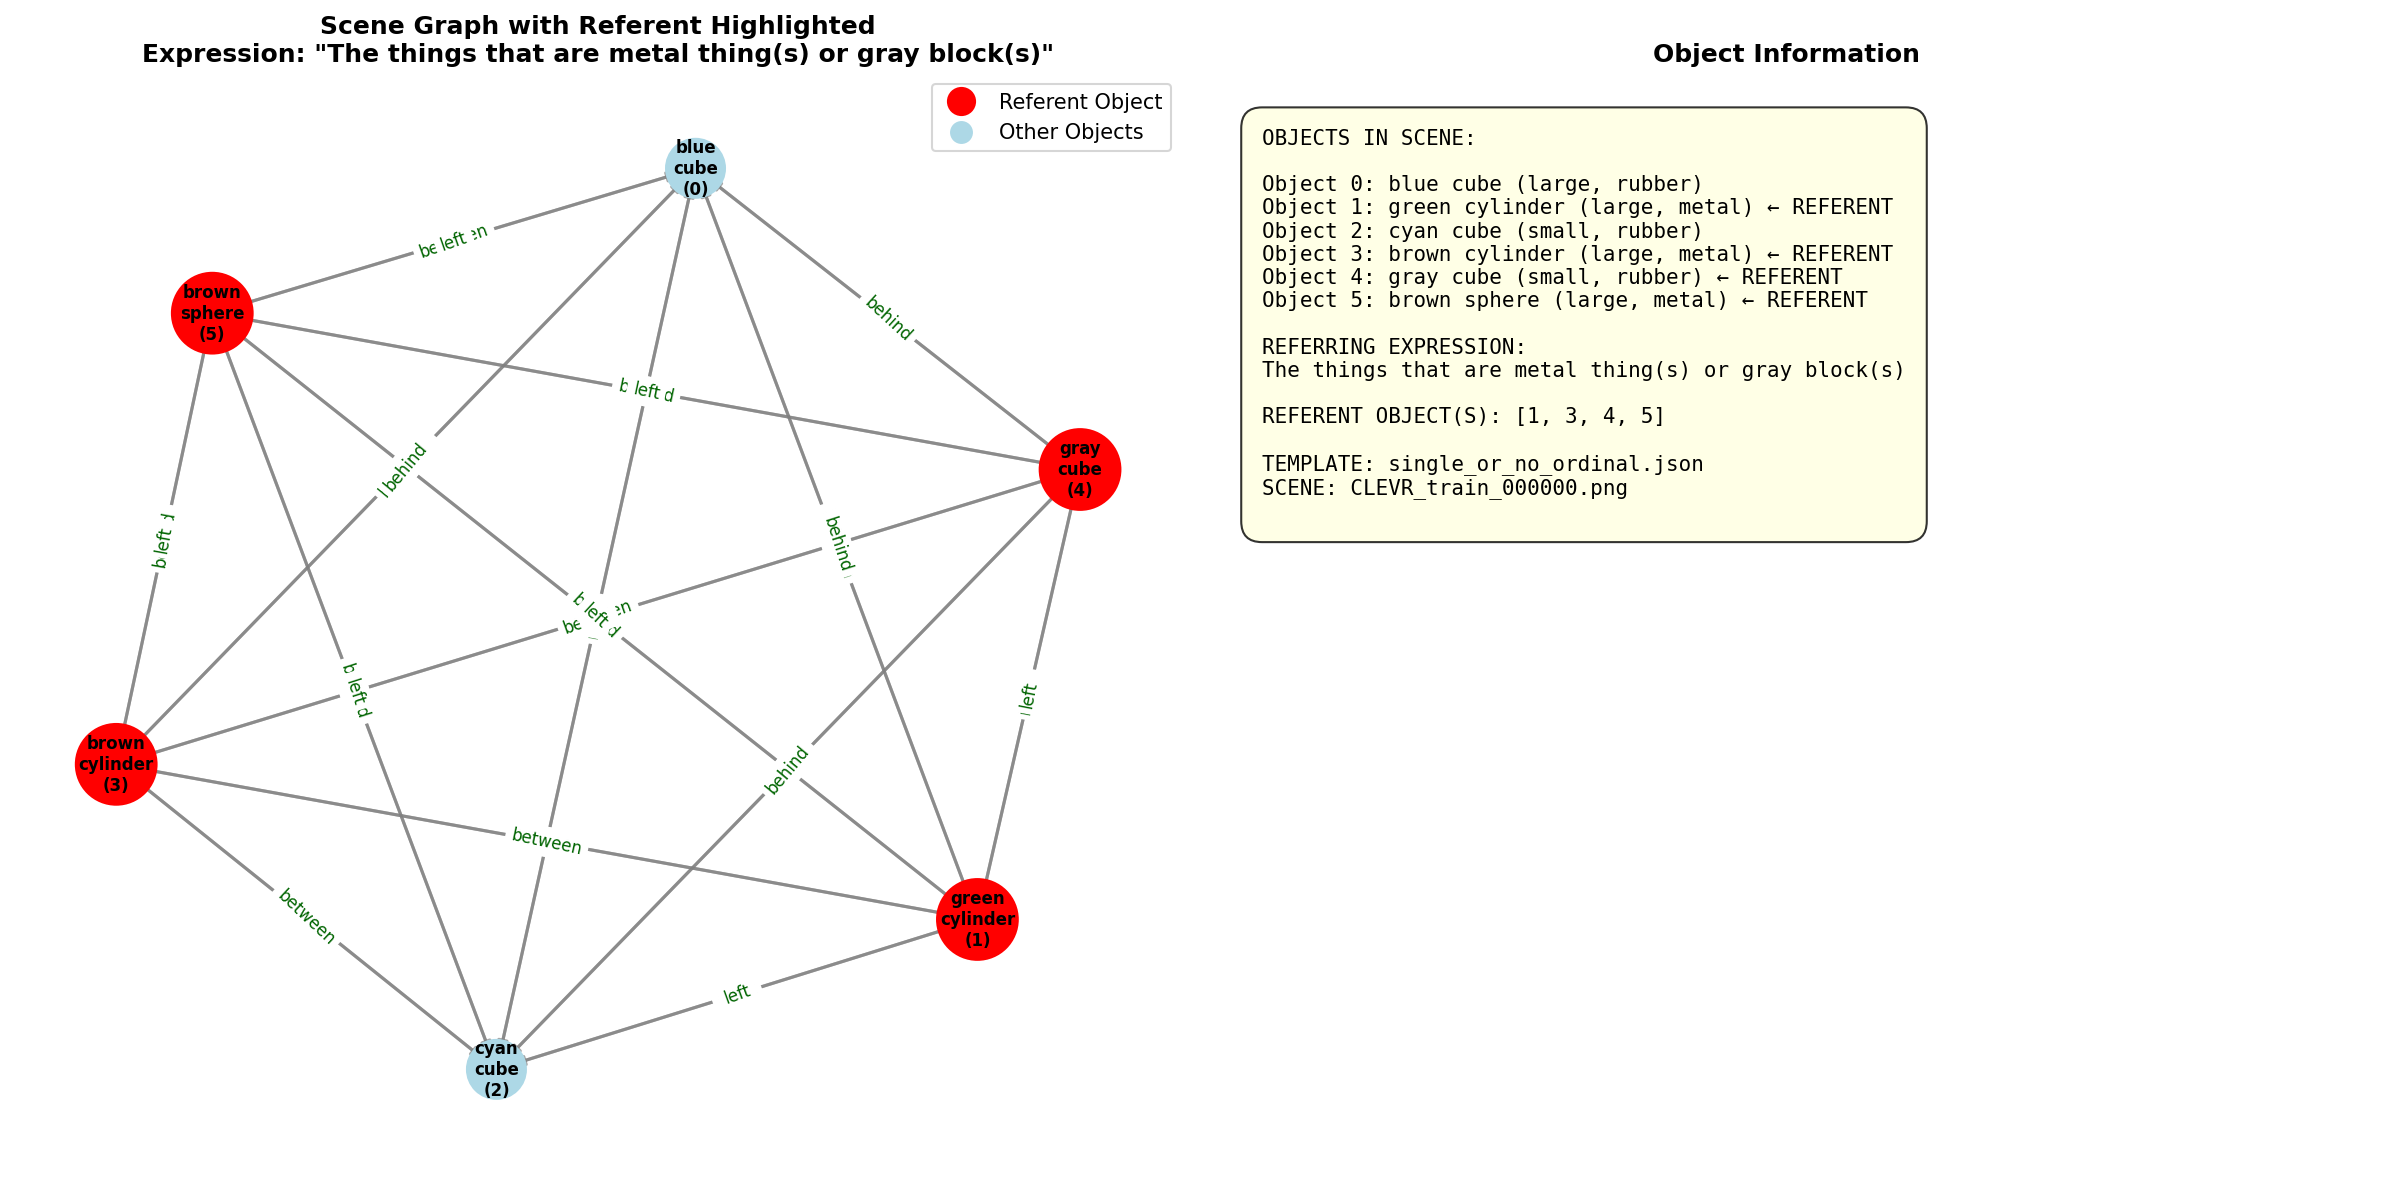 Scene Graph with Referent Highlighted
Expression: "The things that are metal thing(s) or gray block(s)"
Referent Object
Other Objects
blue
cube
(0)
left
brown
sphere
(5)
behind
left
gray
cube
(4)
behind
left
behind
left
left
left
brown
cylinder
(3)
behind
between
green
cylinder
(1)
between
left
cyan
cube
(2)
Object Information
OBJECTS IN SCENE:
Object 0: blue cube (large, rubber)
Object 1: green cylinder (large, metal) ← REFERENT
Object 2: cyan cube (small, rubber)
Object 3: brown cylinder (large, metal) ← REFERENT
Object 4: gray cube (small, rubber) ← REFERENT
Object 5: brown sphere (large, metal) ← REFERENT
REFERRING EXPRESSION:
The things that are metal thing(s) or gray block(s)
REFERENT OBJECT(S): [1, 3, 4, 5]
TEMPLATE: single_or_no_ordinal.json
SCENE: CLEVR_train_000000.png